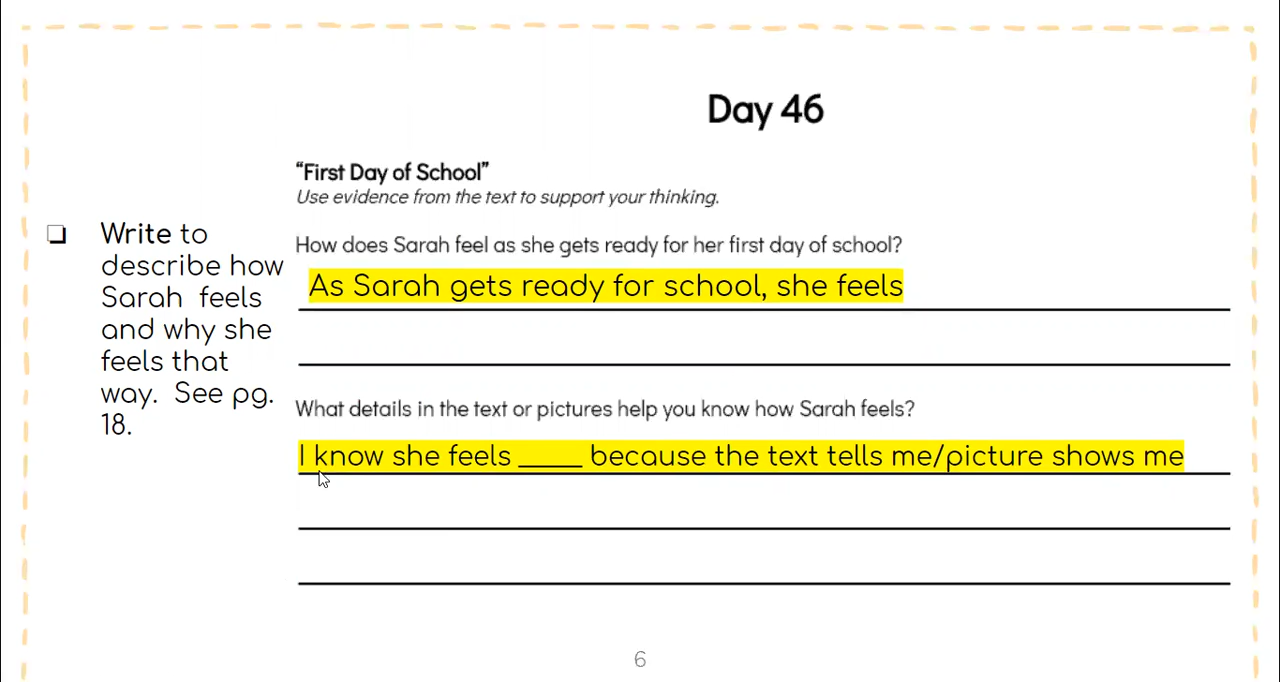 Day 46
“First Day of School”
Use evidence from the text to support your thinking.
❏ Write to
describe how
Sarah feels
and why she
feels that
way. See pg.
18.
How does Sarah feel as she gets ready for her first day of school?
As Sarah gets ready for school, she feels
What details in the text or pictures help you know how Sarah feels?
I know she feels _____ because the text tells me/picture shows me
6